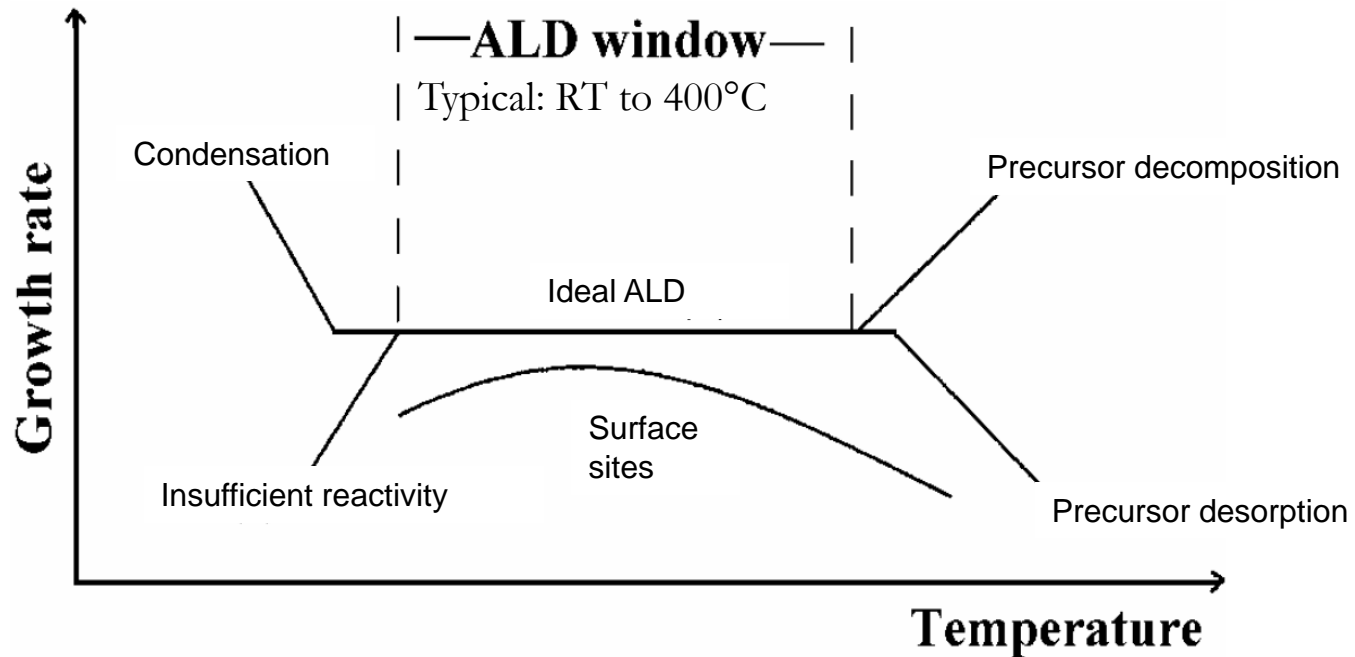 ALD window
Typical: RT to 400°C
Condensation
Precursor decomposition
Growth rate
Ideal ALD
Surface
sites
Insufficient reactivity
Precursor desorption
Temperature